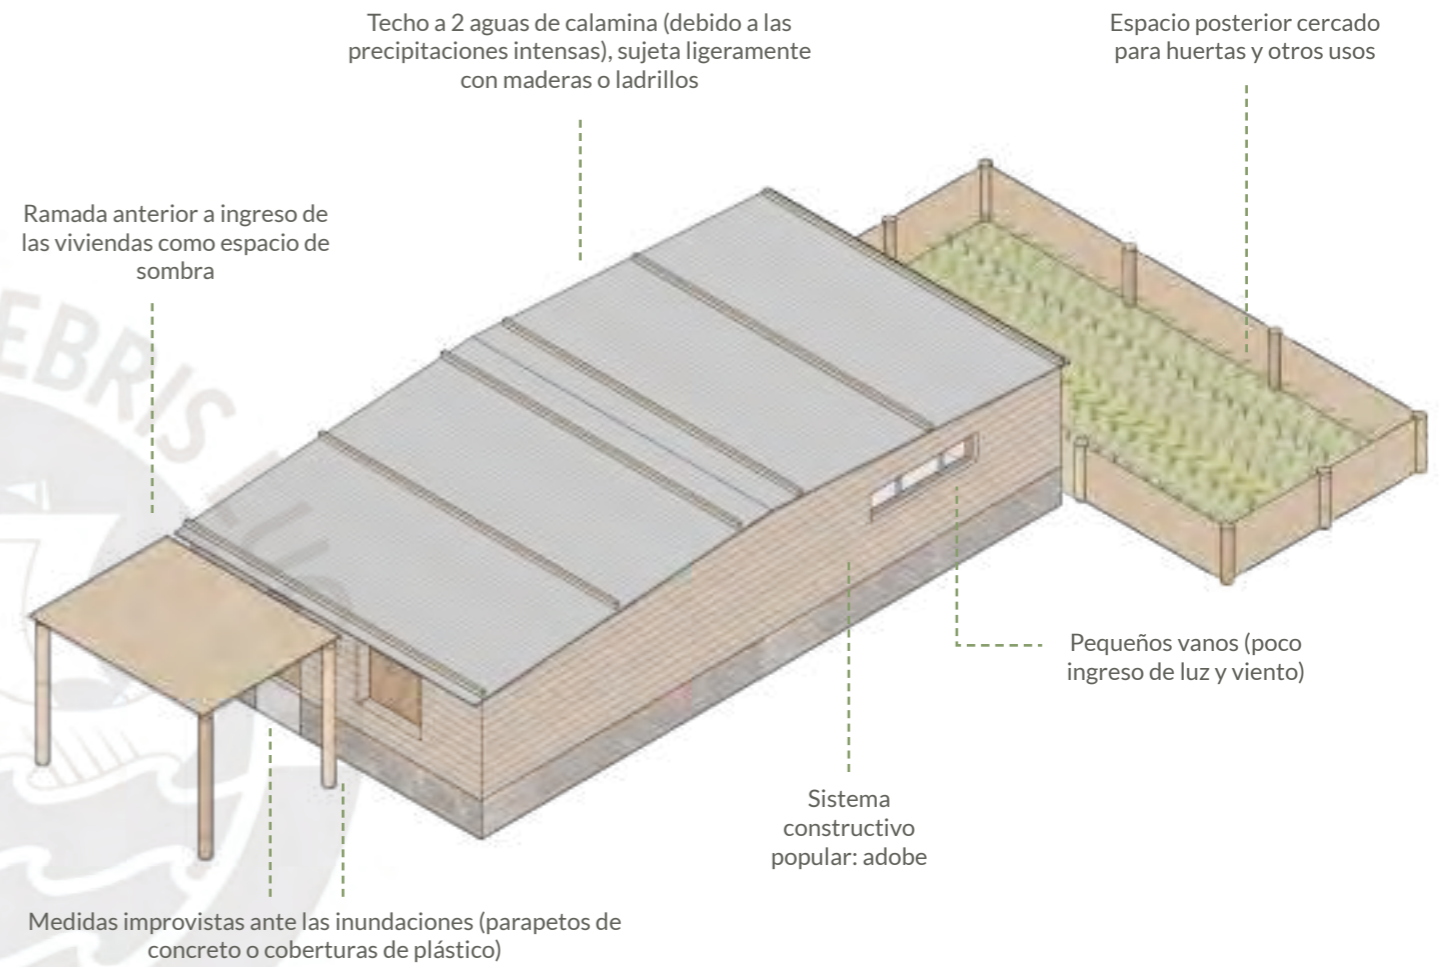 Techo a 2 aguas de calamina (debido a las
precipitaciones intensas), sujeta ligeramente
con maderas o ladrillos
Espacio posterior cercado
para huertas y otros usos
Ramada anterior a ingreso de
las viviendas como espacio de
sombra
EBRIS
Pequeños vanos (poco
ingreso de luz y viento)
Sistema
constructivo
popular: adobe
Medidas improvistas ante las inundaciones (parapetos de
concreto o coberturas de plástico)